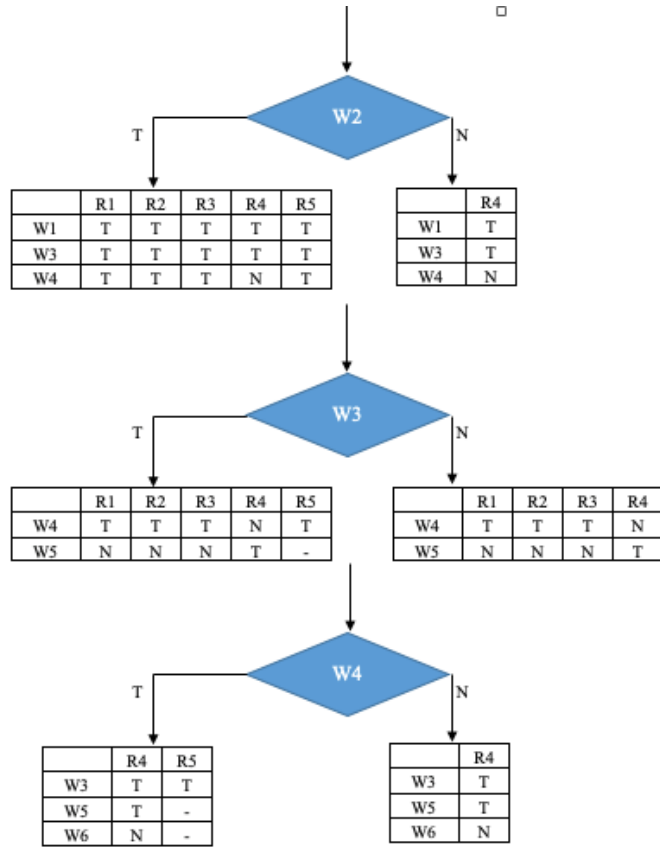 W2
T N
R1 R2 R3 R4 R5
W1 T T T T T
W3 T T T T T
W4 T T T N T
R4
W1 T
W3 T
W4 N
W3
T N
R1 R2 R3 R4 R5
W4 T T T N T
W5 N N N T -
R1 R2 R3 R4
W4 T T T N
W5 N N N T
W4
T N
R4 R5
W3 T T
W5 T -
W6 N -
R4
W3 T
W5 T
W6 N